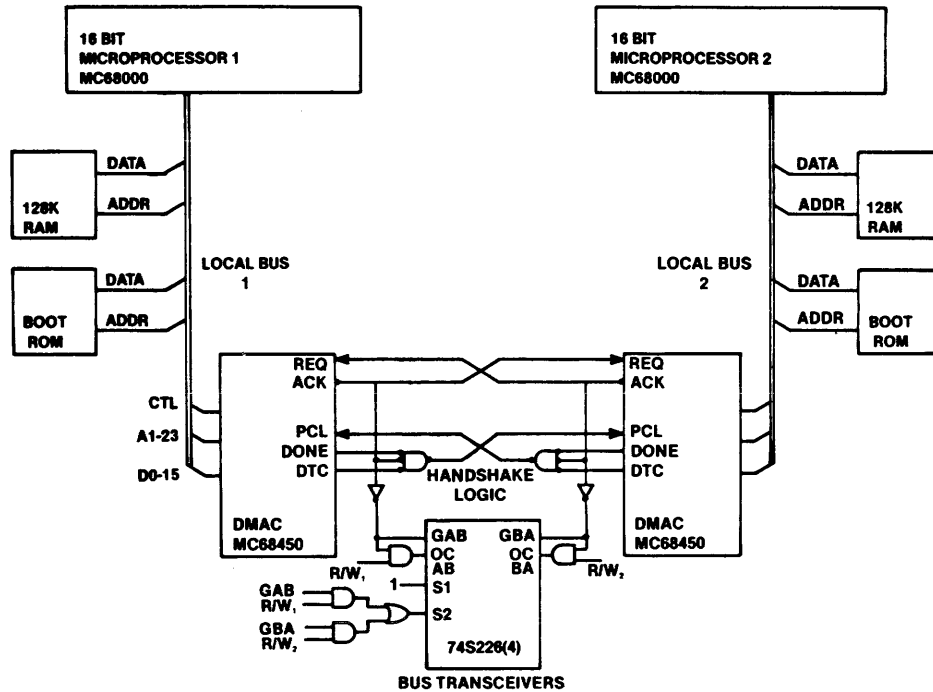 16 BIT
MICROPROCESSOR 1
MC68000
16 BIT
MICROPROCESSOR 2
MC68000
DATA
ADDR
128K
RAM
DATA
ADDR
128K
RAM
LOCAL BUS
1
LOCAL BUS
2
DATA
ADDR
BOOT
ROM
DATA
ADDR
BOOT
ROM
CTL
A1-23
D0-15
REQ
ACK
PCL
DONE
DTC
DMAC
MC68450
REQ
ACK
PCL
DONE
DTC
DMAC
MC68450
HANDSHAKE
LOGIC
GAB
OC
AB
S1
S2
GBA
OC
BA
74S226(4)
R/W₁
R/W₂
1
GAB
R/W₁
GBA
R/W₂
BUS TRANSCEIVERS